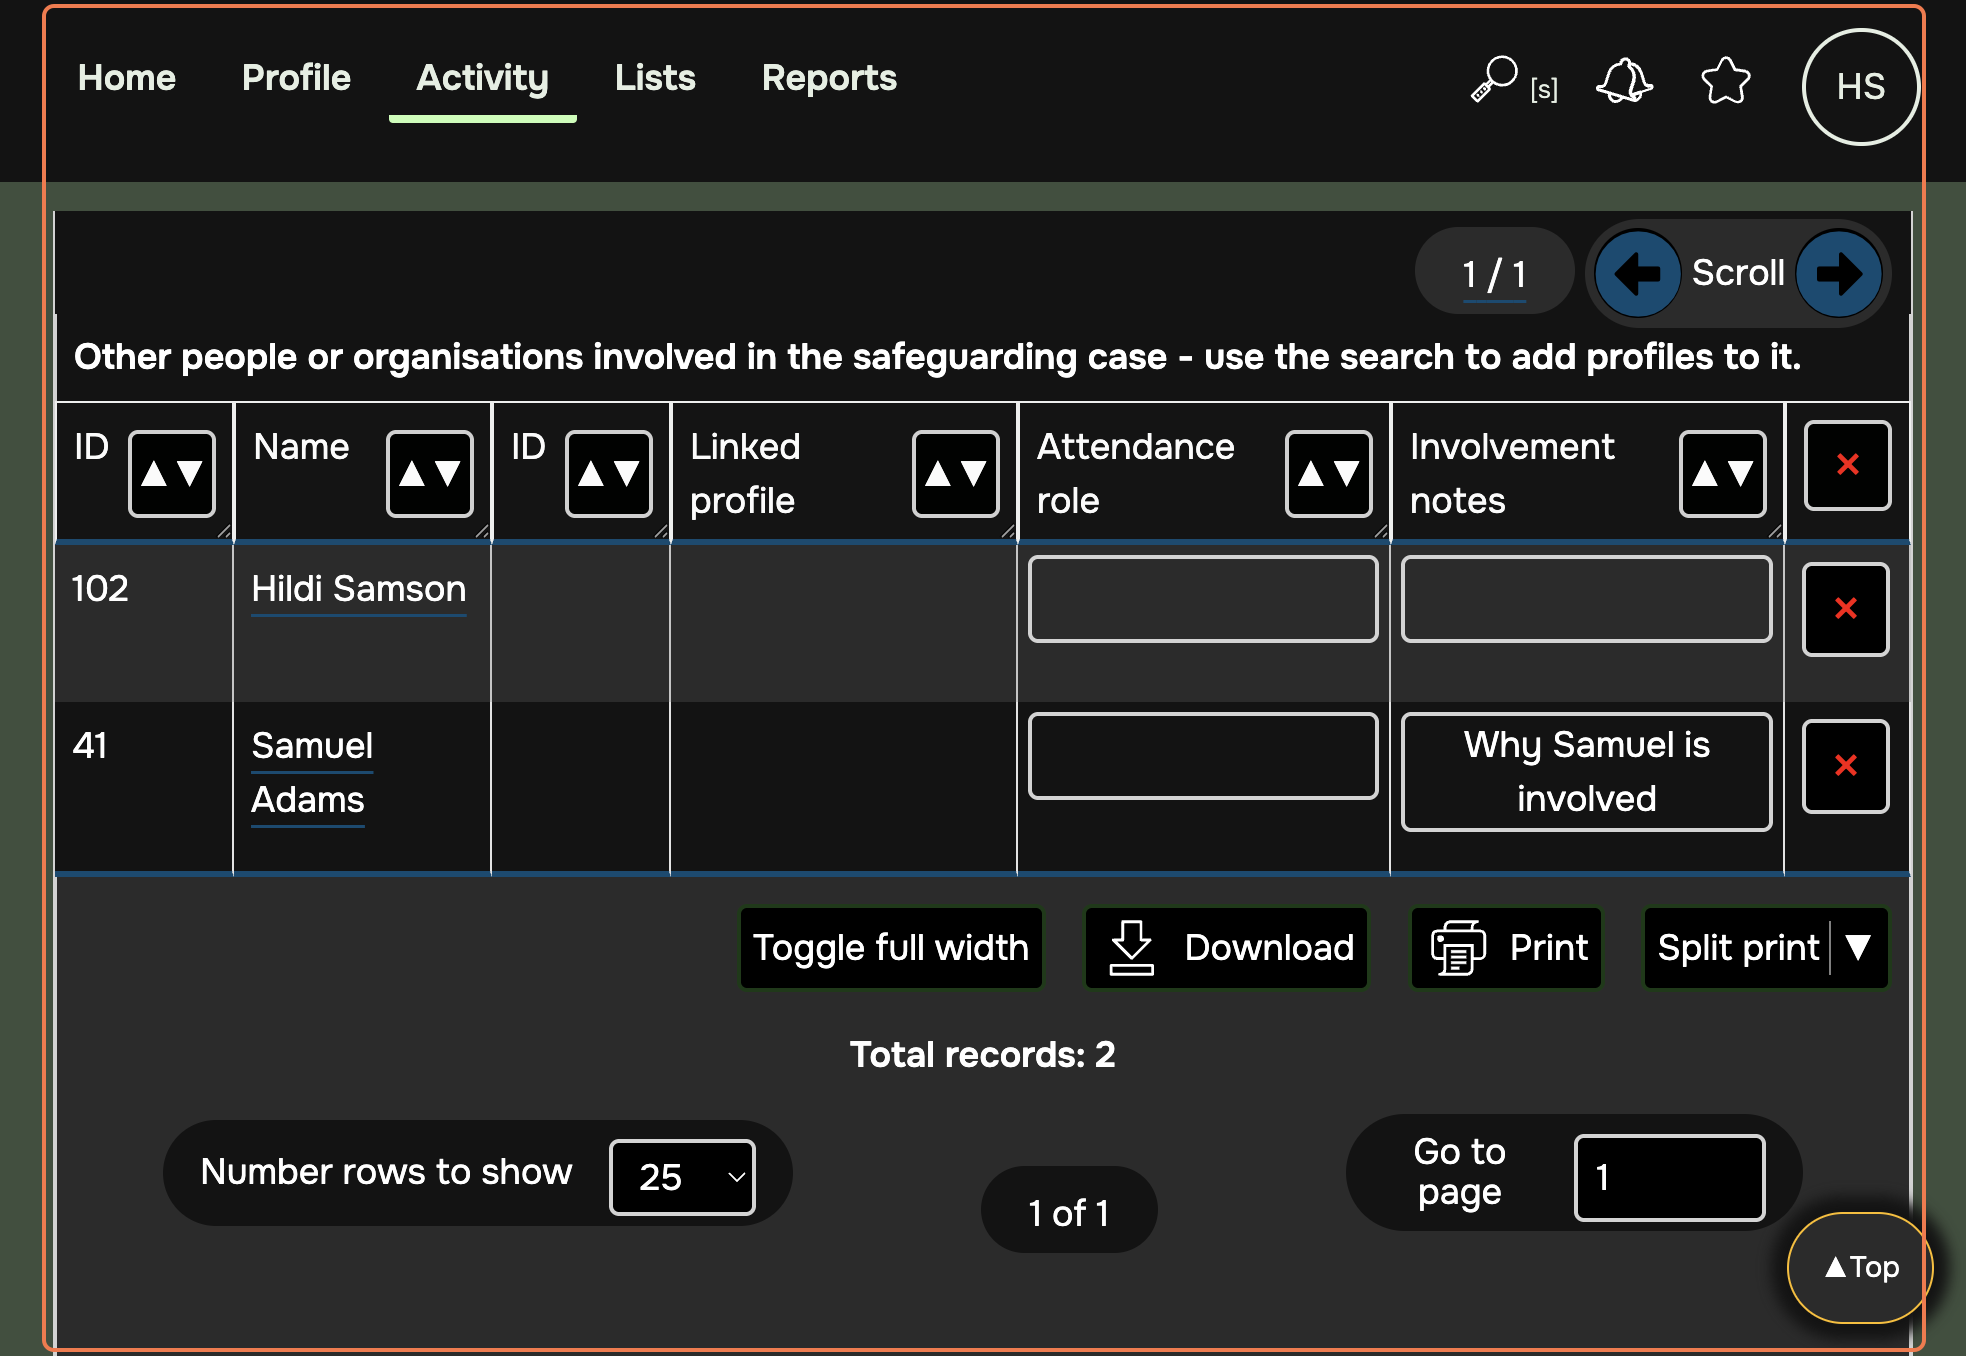 Home Profile Activity Lists Reports [s] HS
1 / 1 Scroll
Other people or organisations involved in the safeguarding case - use the search to add profiles to it.
ID ▲▼ Name ▲▼ ID ▲▼ Linked profile ▲▼ Attendance role ▲▼ Involvement notes ▲▼ ×
102 Hildi Samson ×
41 Samuel Adams Why Samuel is involved ×
Toggle full width Download Print Split print ▼
Total records: 2
Number rows to show 25 1 of 1 Go to page 1
▲Top